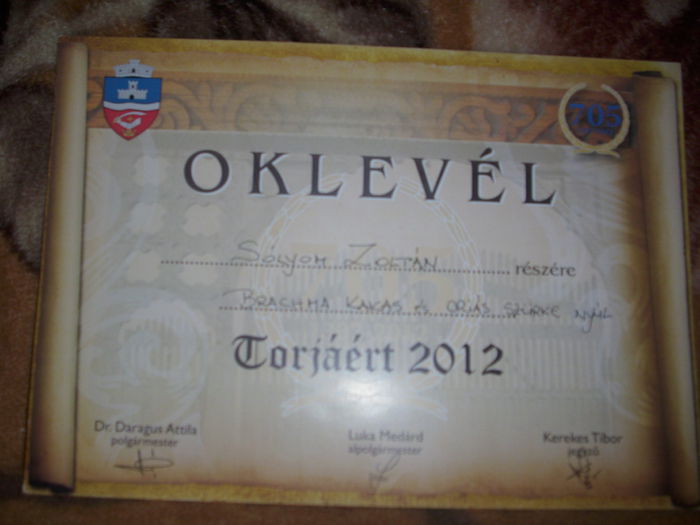 705
OKLEVÉL
Sólyom Zoltán részére
BRACHMA KAKAS és ORIÁS SZÜRKE NYÚL
Torjáért 2012
Dr. Daragus Attila
polgármester
Luka Medárd
alpolgármester
Kerekes Tibor
jegyző